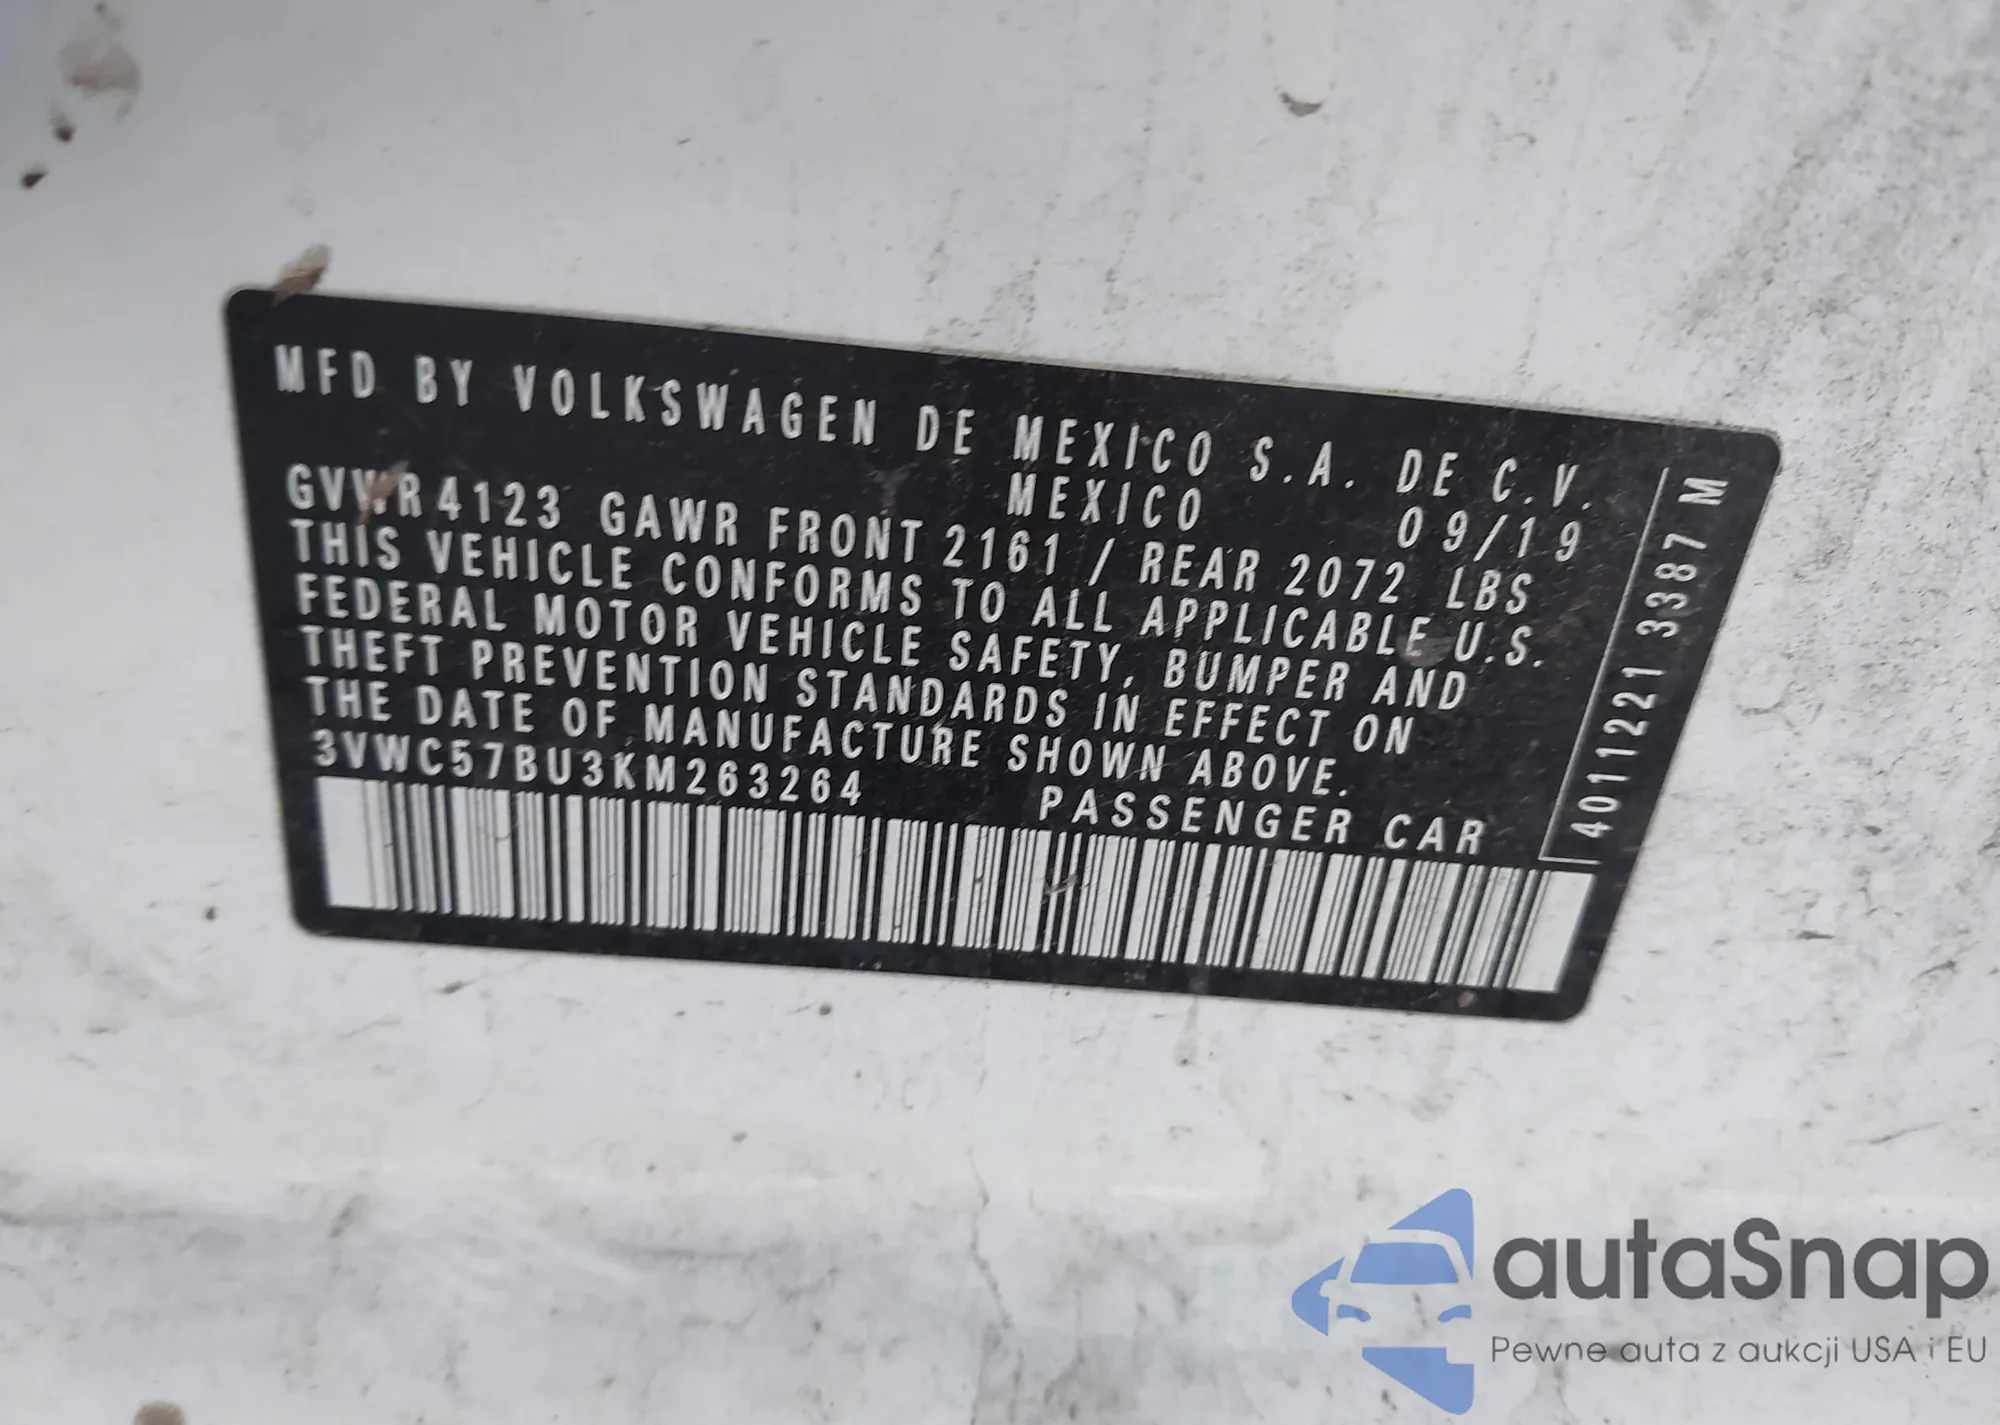 MFD BY VOLKSWAGEN DE MEXICO S.A. DE C.V.
MEXICO 09/19
GVWR4123 GAWR FRONT 2161 / REAR 2072 LBS
THIS VEHICLE CONFORMS TO ALL APPLICABLE U.S.
FEDERAL MOTOR VEHICLE SAFETY, BUMPER AND
THEFT PREVENTION STANDARDS IN EFFECT ON
THE DATE OF MANUFACTURE SHOWN ABOVE.
3VWC57BU3KM263264 PASSENGER CAR
4011221 3387 M
autaSnap
Pewne auta z aukcji USA i EU